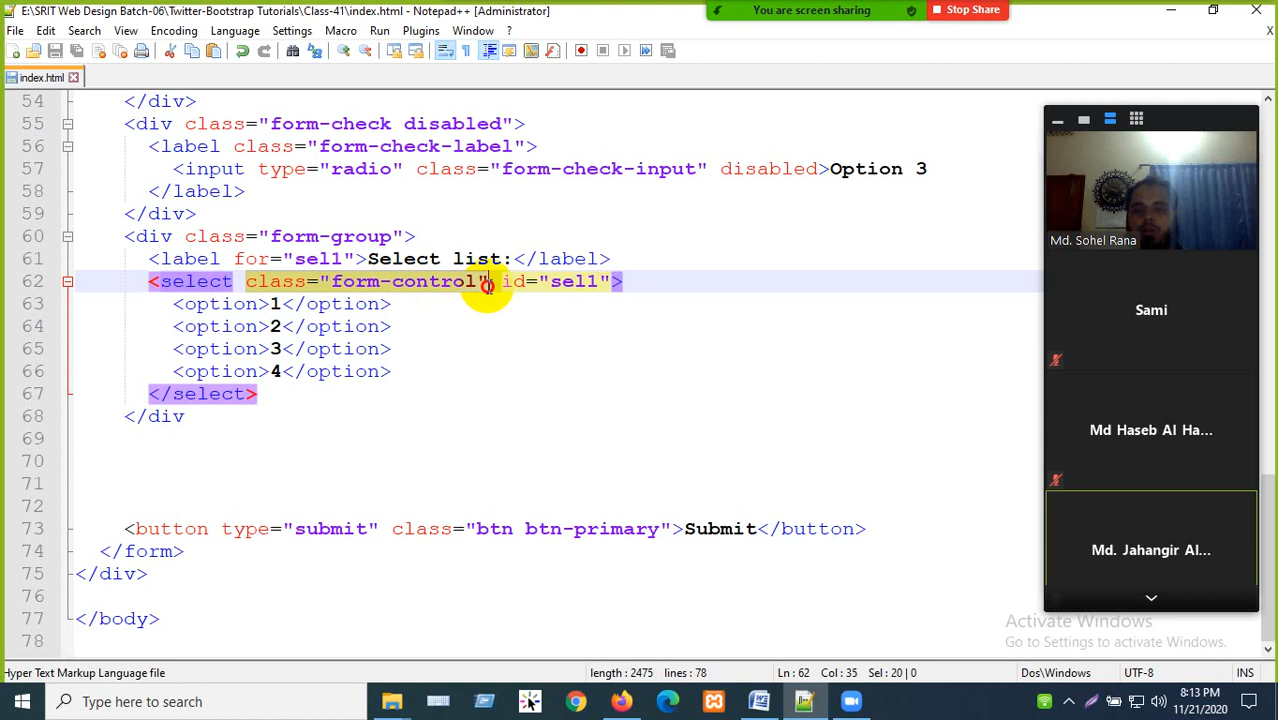 E:\SRIT Web Design Batch-06\Twitter-Bootstrap Tutorials\Class-41\index.html - Notepad++ [Administrator]
You are screen sharing
Stop Share
File Edit Search View Encoding Language Settings Macro Run Plugins Window ?
X
index.html
54 </div>
55 <div class="form-check disabled">
56 <label class="form-check-label">
57 <input type="radio" class="form-check-input" disabled>Option 3
58 </label>
59 </div>
60 <div class="form-group">
61 <label for="sel1">Select list:</label>
62 <select class="form-control" id="sel1">
63 <option>1</option>
64 <option>2</option>
65 <option>3</option>
66 <option>4</option>
67 </select>
68 </div
69
70
71
72
73 <button type="submit" class="btn btn-primary">Submit</button>
74 </form>
75 </div>
76
77 </body>
78
Md. Sohel Rana
Sami
Md Haseb Al Ha...
Md. Jahangir Al...
Activate Windows
Go to Settings to activate Windows.
Hyper Text Markup Language file
length : 2475 lines : 78
Ln : 62 Col : 35 Sel : 20 | 0
Dos\Windows
UTF-8
INS
Type here to search
8:13 PM
11/21/2020